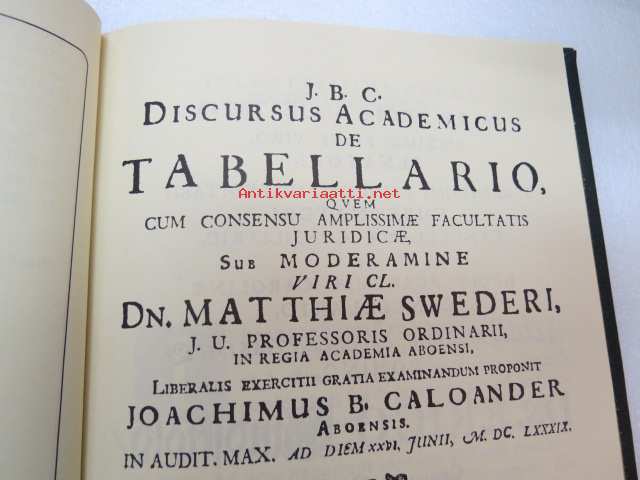 J. B. C.
DISCURSUS ACADEMICUS
DE
TABELLARIO,
Antikvariaatti.net
QVEM
CUM CONSENSU AMPLISSIMÆ FACULTATIS
JURIDICÆ,
SUB MODERAMINE
VIRI CL.
DN. MATTHIÆ SWEDERI,
J. U. PROFESSORIS ORDINARII,
IN REGIA ACADEMIA ABOENSI,
LIBERALIS EXERCITII GRATIA EXAMINANDUM PROPONIT
JOACHIMUS B. CALOANDER
ABOENSIS.
IN AUDIT. MAX. AD DIEM XXVI, JUNII, M. DC. LXXXIX.